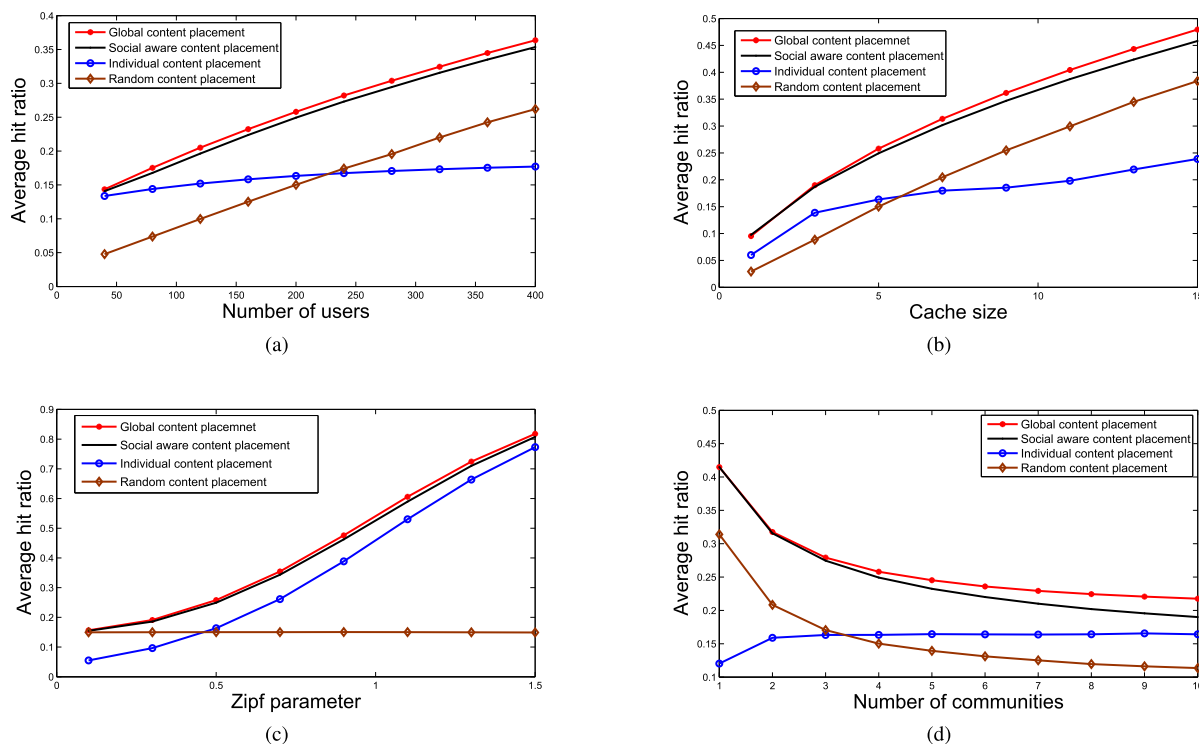 Global content placement
Social aware content placement
Individual content placement
Random content placement
Average hit ratio
0.4
0.35
0.3
0.25
0.2
0.15
0.1
0.05
0
0 50 100 150 200 250 300 350 400
Number of users
(a)
Global content placemnet
Social aware content placement
Individual content placement
Random content placement
Average hit ratio
0.5
0.45
0.4
0.35
0.3
0.25
0.2
0.15
0.1
0.05
0
0 5 10 15
Cache size
(b)
Global content placemnet
Social aware content placement
Individual content placement
Random content placement
Average hit ratio
0.9
0.8
0.7
0.6
0.5
0.4
0.3
0.2
0.1
0
0 0.5 1 1.5
Zipf parameter
(c)
Global content placement
Social aware content placement
Individual content placement
Random content placement
Average hit ratio
0.5
0.45
0.4
0.35
0.3
0.25
0.2
0.15
0.1
1 2 3 4 5 6 7 8 9 10
Number of communities
(d)